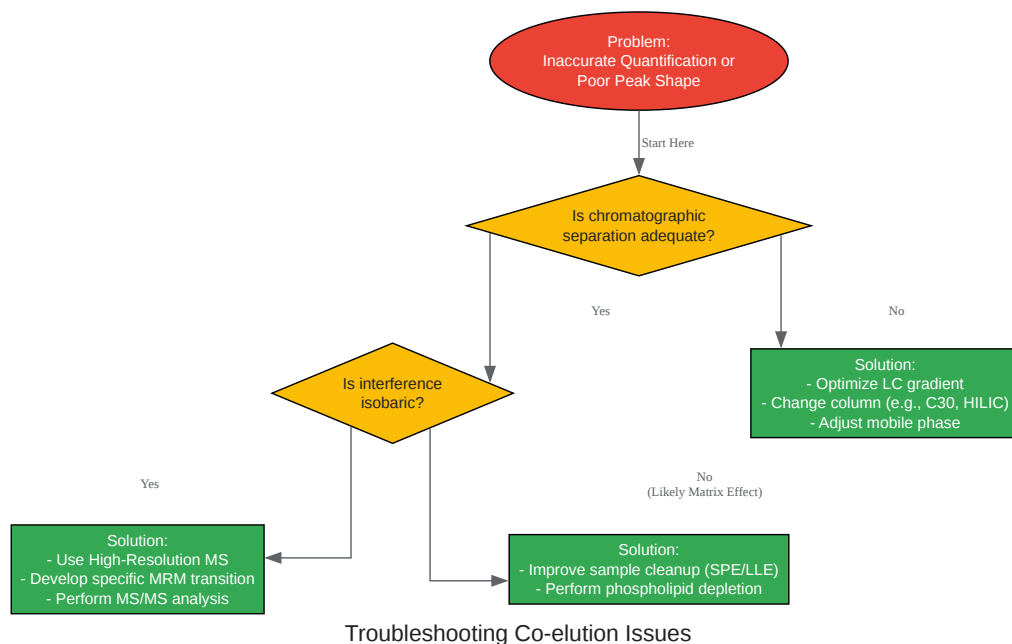 Problem:
Inaccurate Quantification or
Poor Peak Shape
Start Here
Is chromatographic
separation adequate?
Yes
No
Is interference
isobaric?
Solution:
- Optimize LC gradient
- Change column (e.g., C30, HILIC)
- Adjust mobile phase
Yes
No
(Likely Matrix Effect)
Solution:
- Use High-Resolution MS
- Develop specific MRM transition
- Perform MS/MS analysis
Solution:
- Improve sample cleanup (SPE/LLE)
- Perform phospholipid depletion
Troubleshooting Co-elution Issues